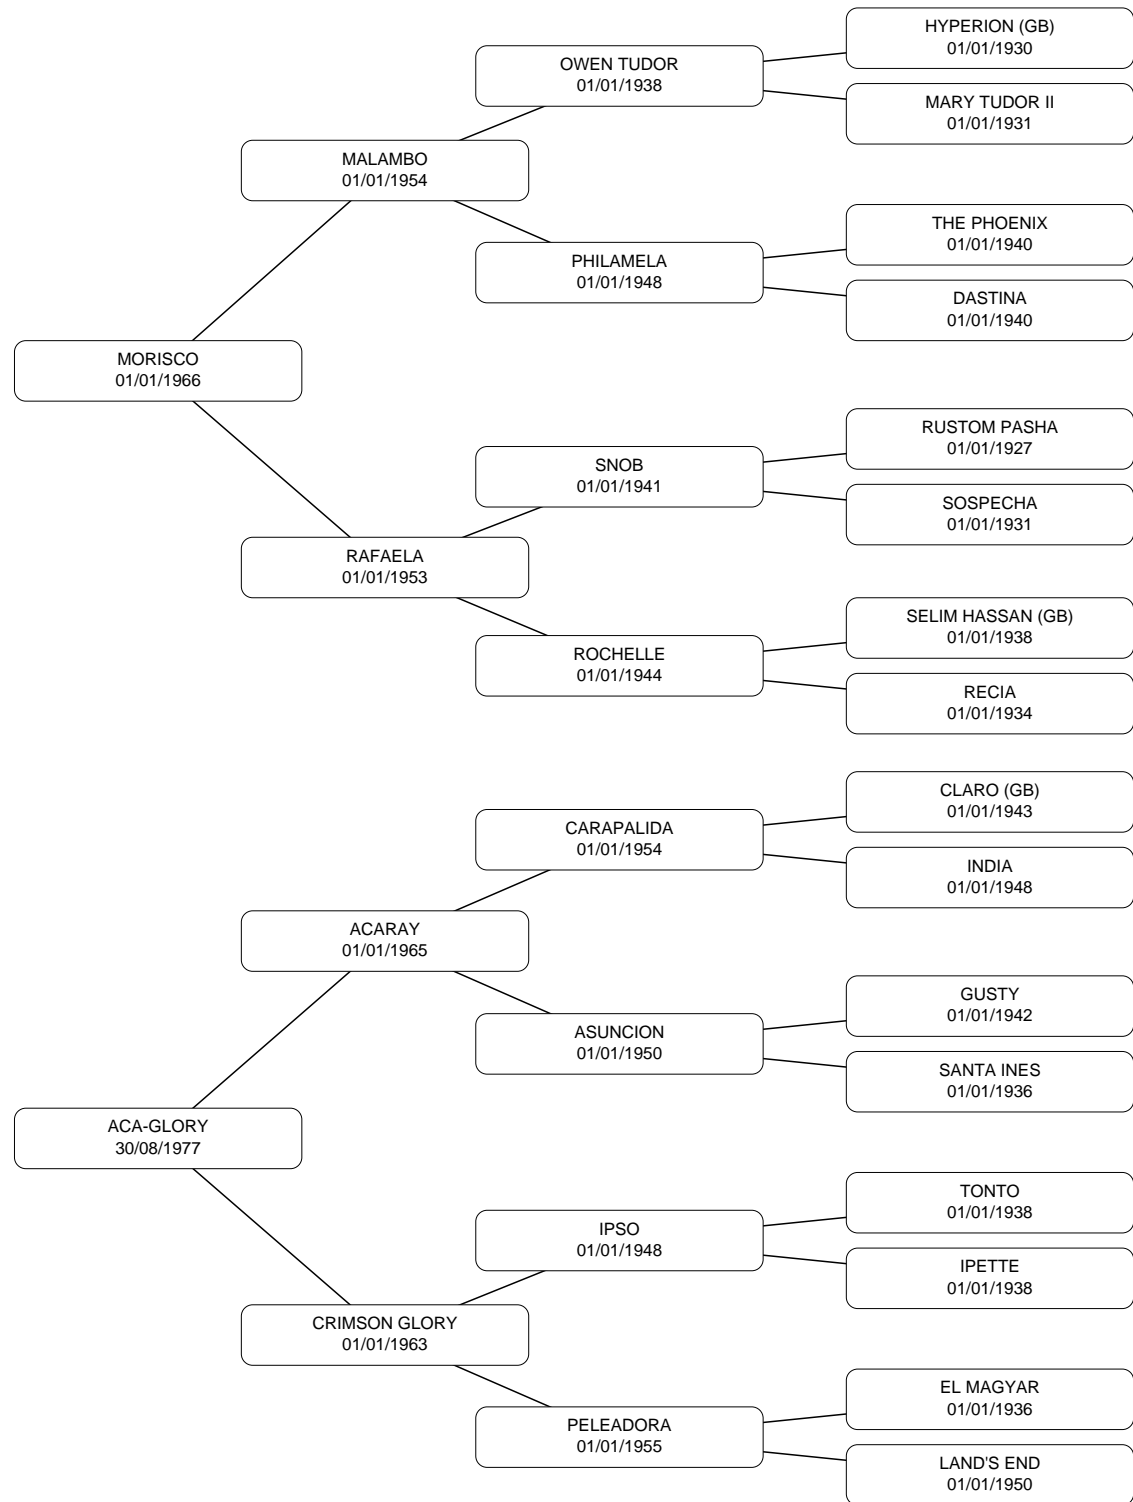 HYPERION (GB)
01/01/1930
OWEN TUDOR
01/01/1938
MARY TUDOR II
01/01/1931
MALAMBO
01/01/1954
THE PHOENIX
01/01/1940
PHILAMELA
01/01/1948
DASTINA
01/01/1940
MORISCO
01/01/1966
RUSTOM PASHA
01/01/1927
SNOB
01/01/1941
SOSPECHA
01/01/1931
RAFAELA
01/01/1953
SELIM HASSAN (GB)
01/01/1938
ROCHELLE
01/01/1944
RECIA
01/01/1934
CLARO (GB)
01/01/1943
CARAPALIDA
01/01/1954
INDIA
01/01/1948
ACARAY
01/01/1965
GUSTY
01/01/1942
ASUNCION
01/01/1950
SANTA INES
01/01/1936
ACA-GLORY
30/08/1977
TONTO
01/01/1938
IPSO
01/01/1948
IPETTE
01/01/1938
CRIMSON GLORY
01/01/1963
EL MAGYAR
01/01/1936
PELEADORA
01/01/1955
LAND'S END
01/01/1950